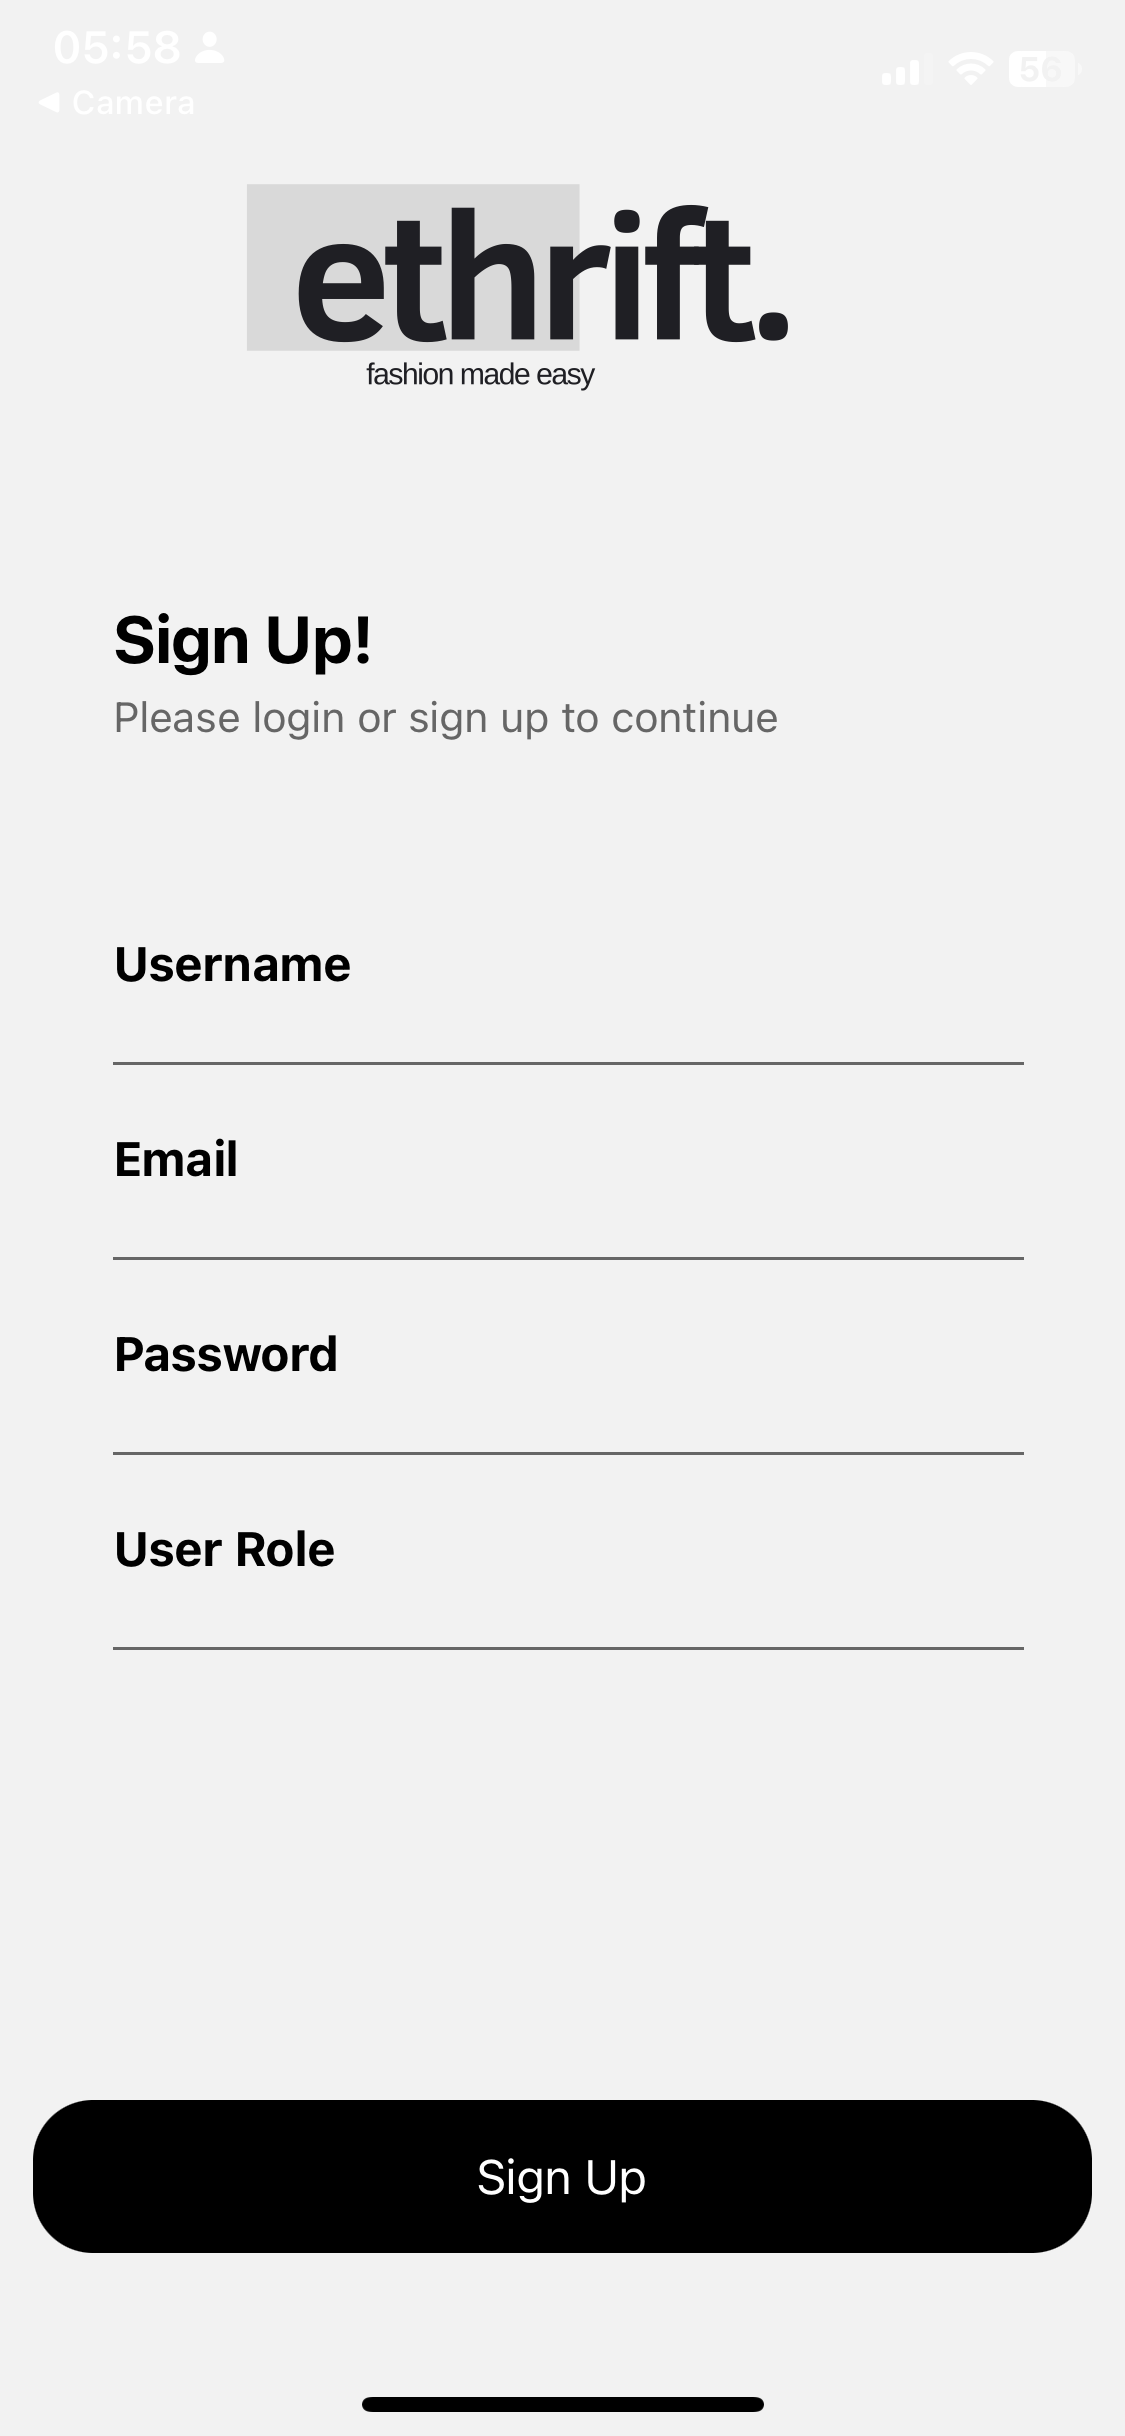 05:58
56
◀ Camera
ethrift.
fashion made easy
Sign Up!
Please login or sign up to continue
Username
Email
Password
User Role
Sign Up